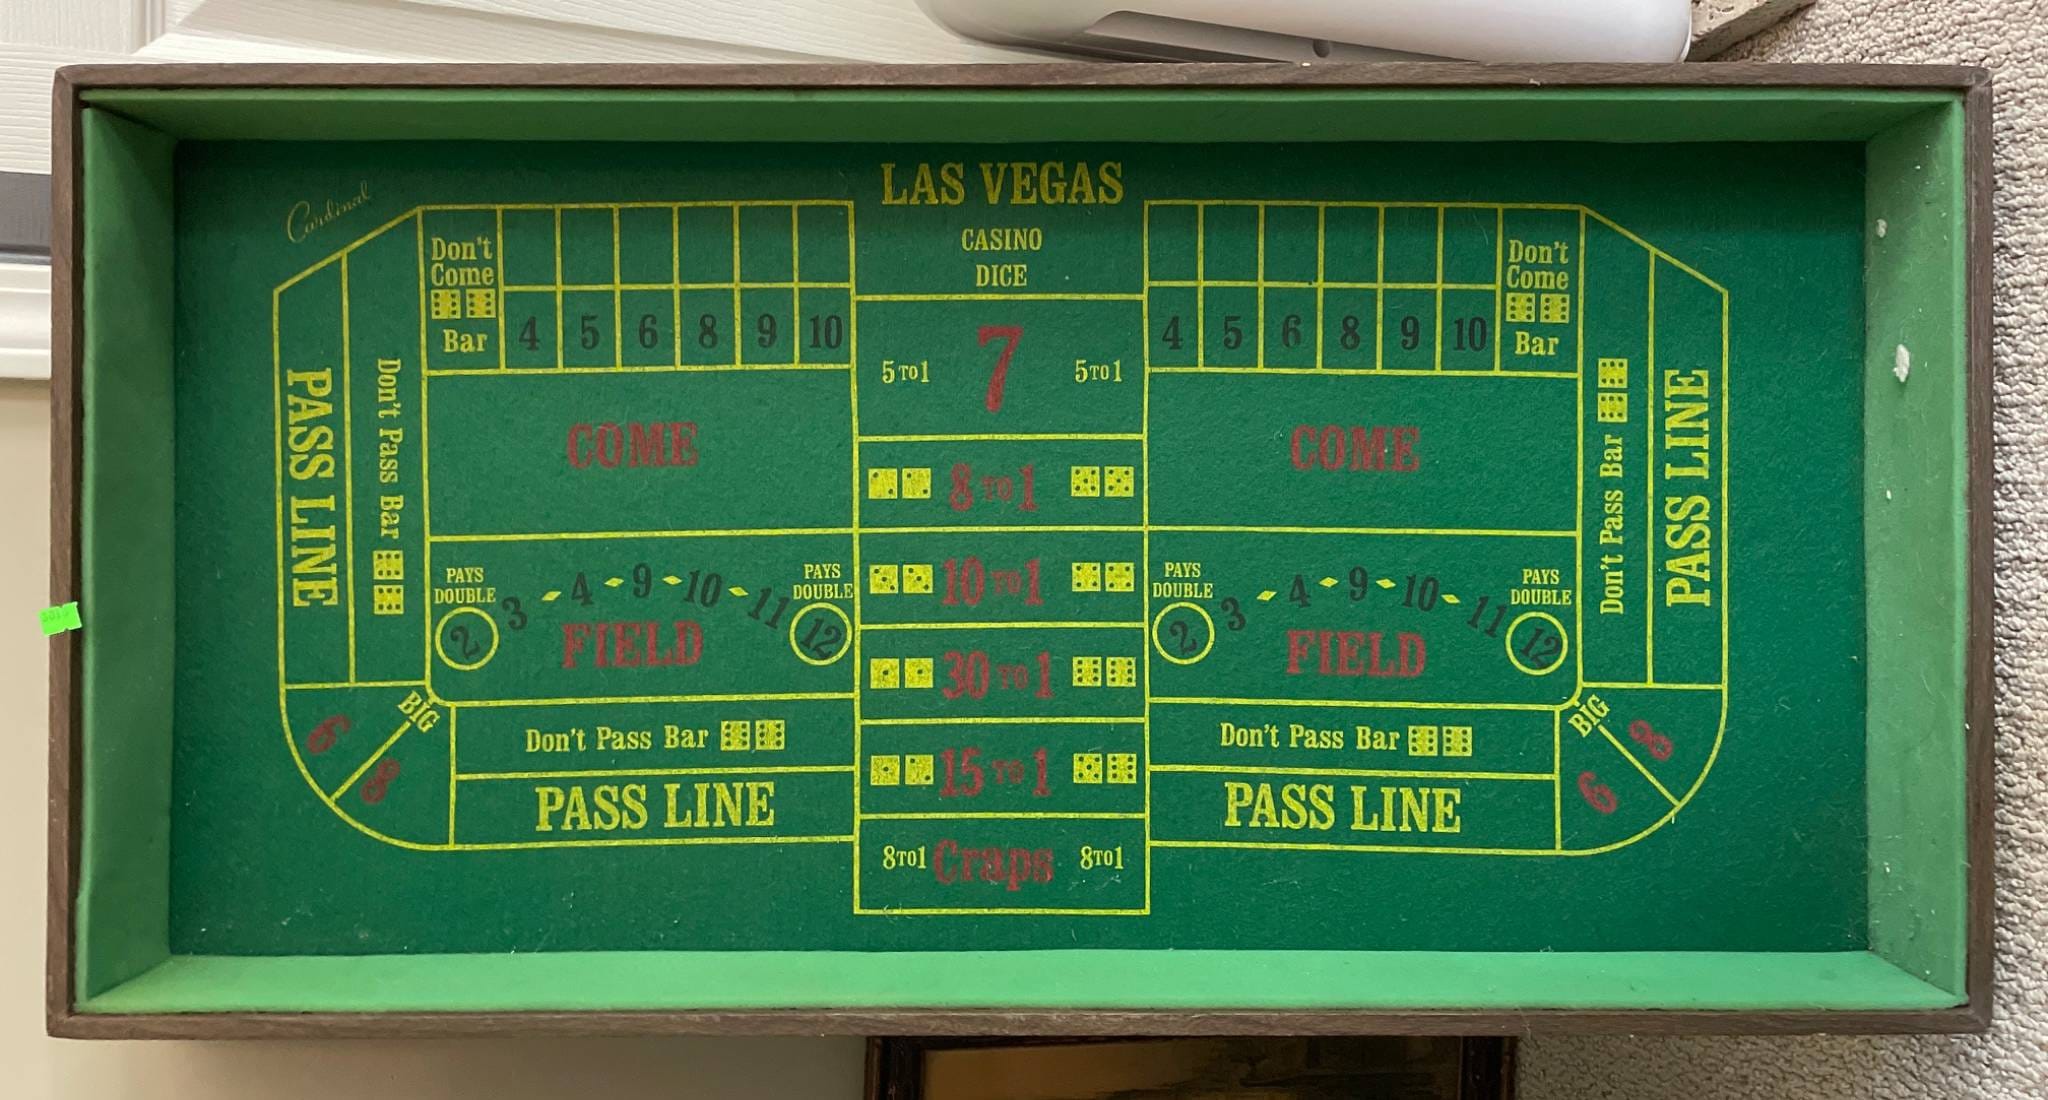 Cardinal
LAS VEGAS
CASINO
DICE
Don't
Come
Bar
4 5 6 8 9 10
7
5 TO 1 5 TO 1
4 5 6 8 9 10
Don't
Come
Bar
PASS LINE
Don't Pass Bar
COME
8 TO 1
COME
Don't Pass Bar
PASS LINE
PAYS
DOUBLE
2 3 4 9 10 11 12
PAYS
DOUBLE
FIELD
10 TO 1
PAYS
DOUBLE
2 3 4 9 10 11 12
PAYS
DOUBLE
FIELD
30 TO 1
BIG
6
8
Don't Pass Bar
PASS LINE
15 TO 1
Don't Pass Bar
PASS LINE
BIG
8
6
8 TO 1 Craps 8 TO 1